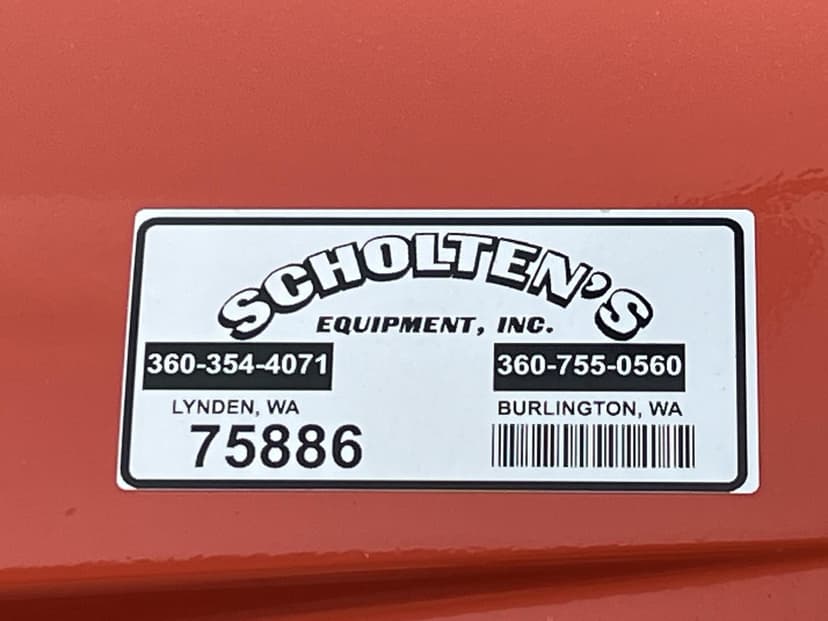 SCHOLTEN'S
EQUIPMENT, INC.
360-354-4071 360-755-0560
LYNDEN, WA BURLINGTON, WA
75886